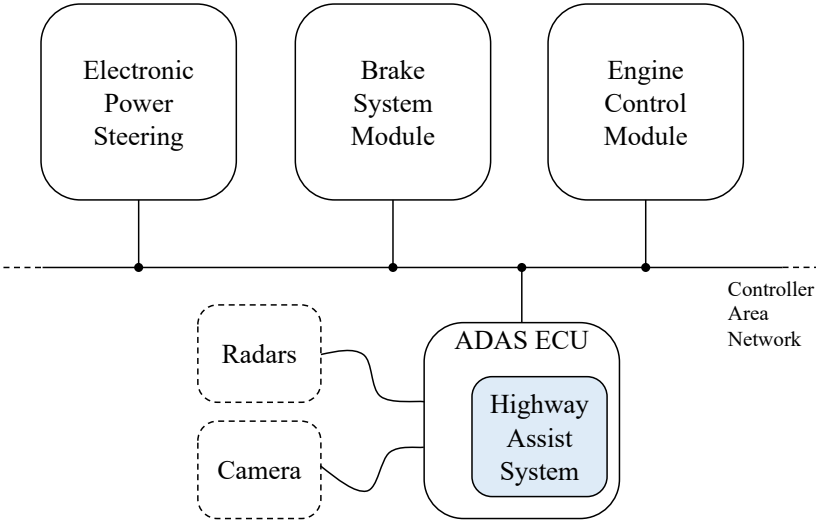 Electronic
Power
Steering
Brake
System
Module
Engine
Control
Module
Controller
Area
Network
Radars
ADAS ECU
Highway
Assist
System
Camera